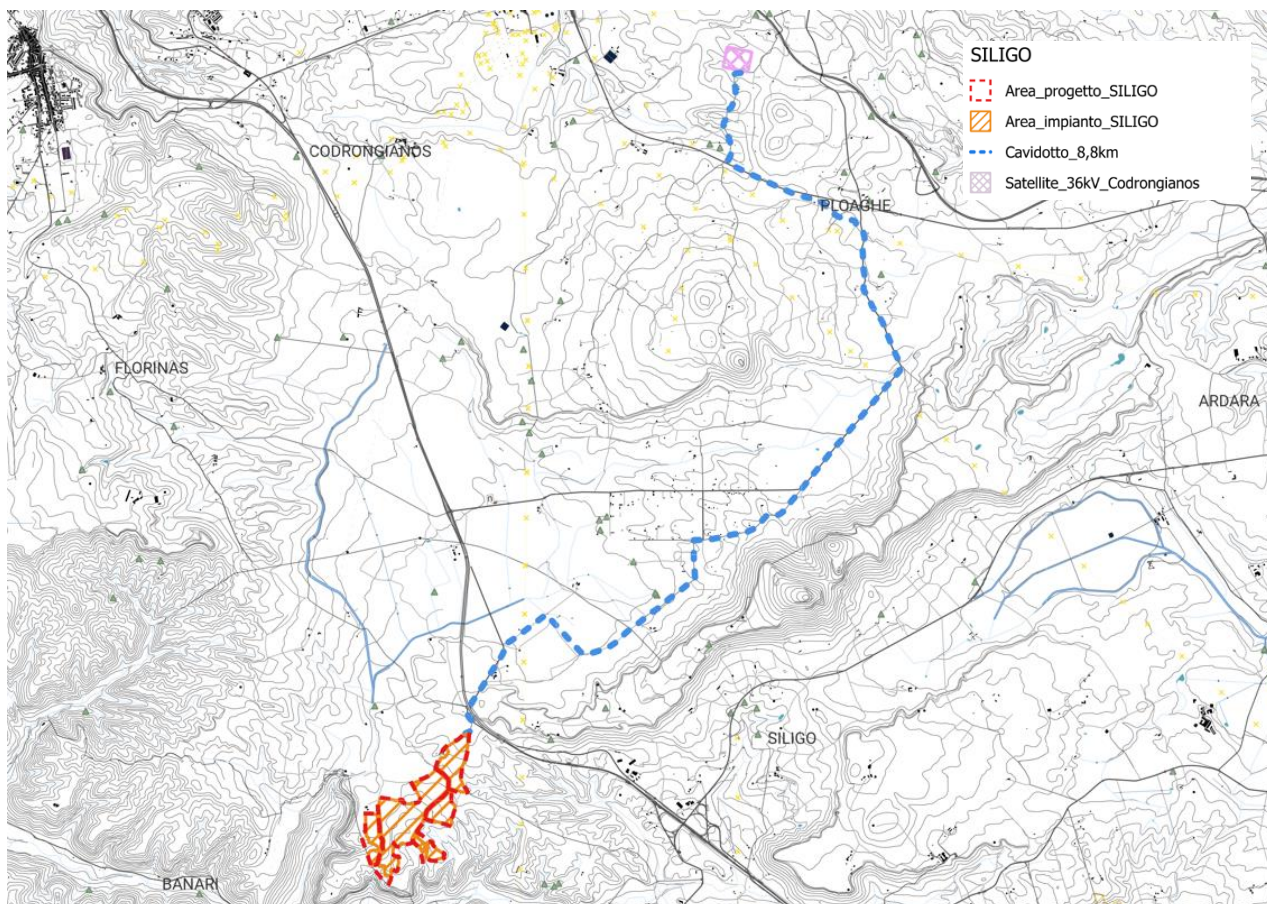 SILIGO
Area_progetto_SILIGO
Area_impianto_SILIGO
Cavidotto_8,8km
Satellite_36kV_Codrongianos
CODRONGIANOS
PLOAGHE
FLORINAS
ARDARA
SILIGO
BANARI